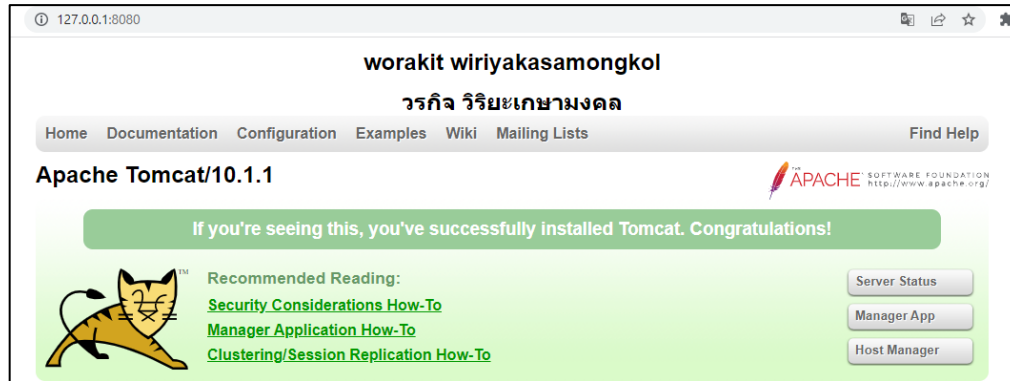 127.0.0.1:8080
worakit wiriyakasamongkol
วรกิจ วิริยะเกษามงคล
Home Documentation Configuration Examples Wiki Mailing Lists Find Help
Apache Tomcat/10.1.1
THE APACHE SOFTWARE FOUNDATION
http://www.apache.org/
If you're seeing this, you've successfully installed Tomcat. Congratulations!
TM
Recommended Reading:
Security Considerations How-To
Manager Application How-To
Clustering/Session Replication How-To
Server Status
Manager App
Host Manager